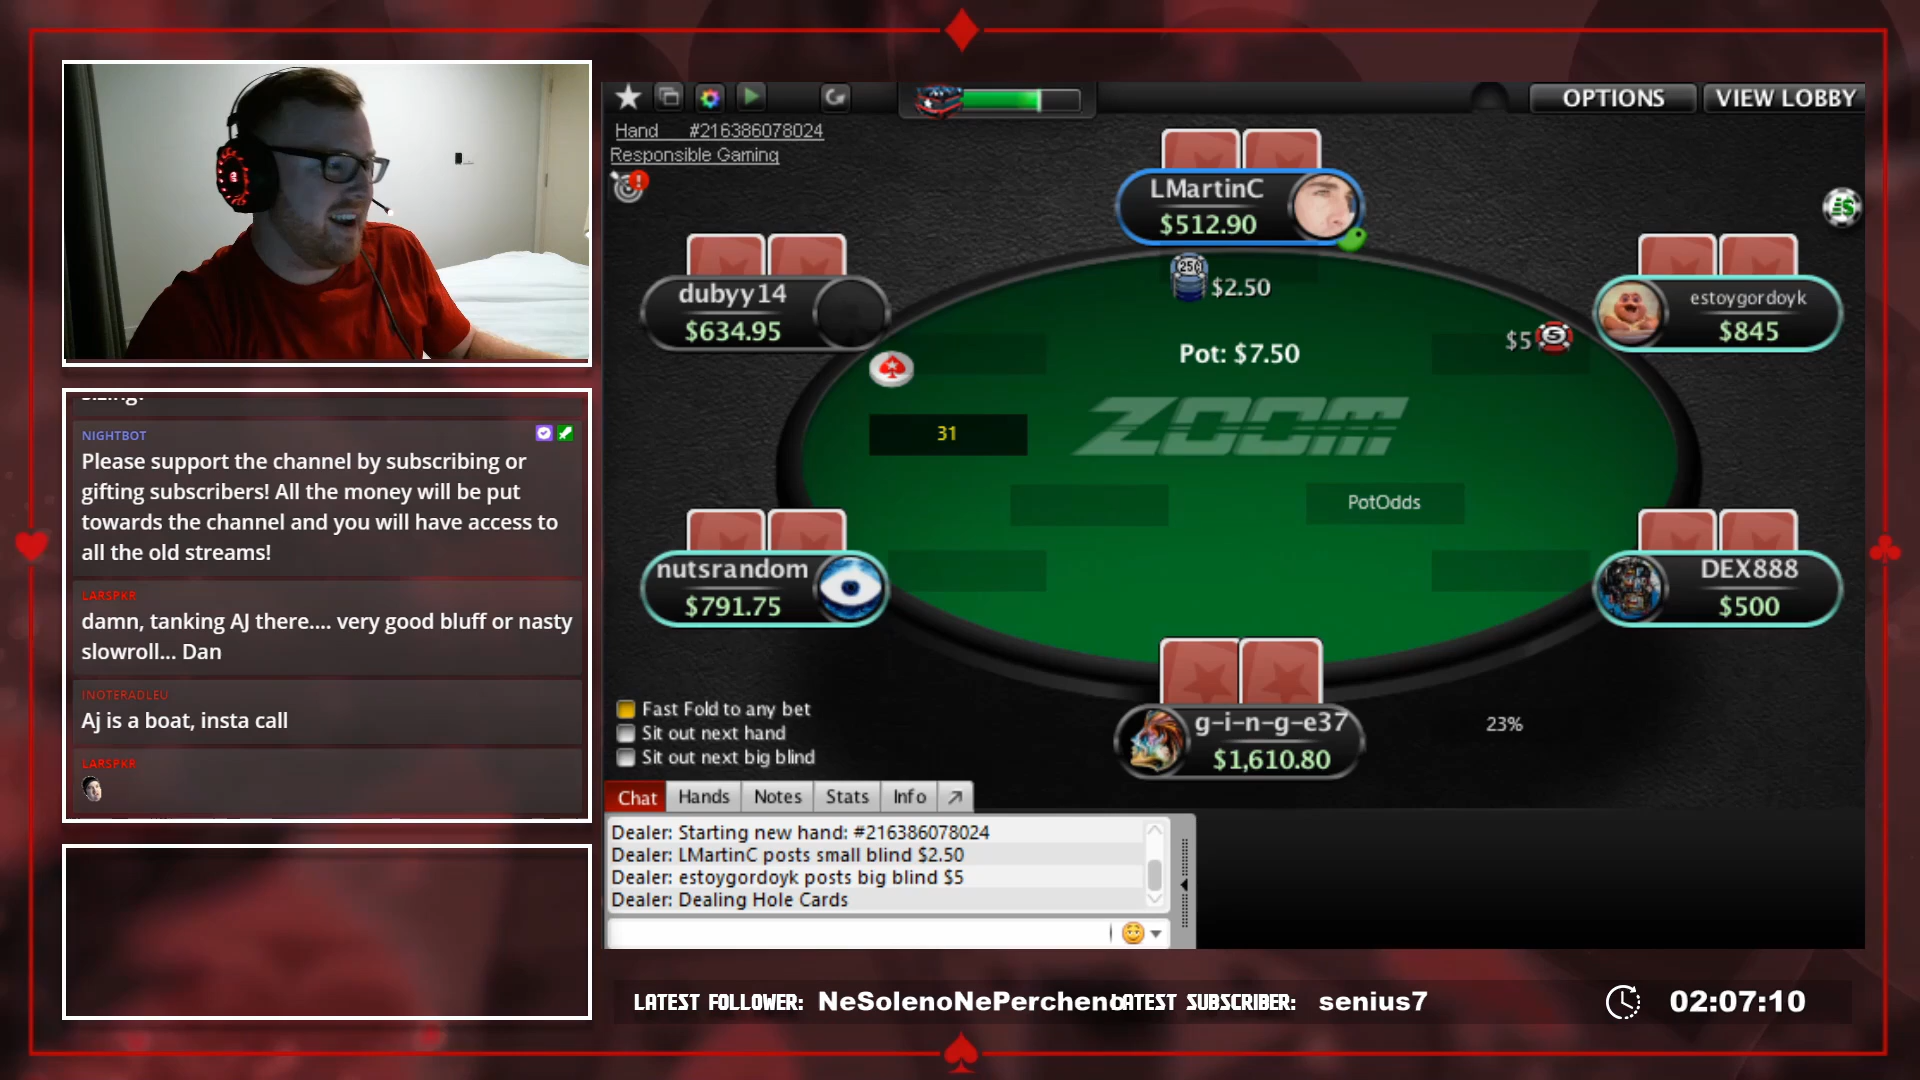 OPTIONS
VIEW LOBBY
Hand #216386078024
Responsible Gaming
LMartinC
$512.90
250
$2.50
dubyy14
$634.95
estoygordoyk
$845
$5
5
Pot: $7.50
ZOOM
31
PotOdds
nutsrandom
$791.75
DEX888
$500
g-i-n-g-e37
$1,610.80
23%
Fast Fold to any bet
Sit out next hand
Sit out next big blind
Chat
Hands
Notes
Stats
Info
Dealer: Starting new hand: #216386078024
Dealer: LMartinC posts small blind $2.50
Dealer: estoygordoyk posts big blind $5
Dealer: Dealing Hole Cards
NIGHTBOT
Please support the channel by subscribing or
gifting subscribers! All the money will be put
towards the channel and you will have access to
all the old streams!
LARSPKR
damn, tanking AJ there.... very good bluff or nasty
slowroll... Dan
INOTERADLEU
Aj is a boat, insta call
LARSPKR
LATEST FOLLOWER: NeSolenoNePerchen
LATEST SUBSCRIBER: senius7
02:07:10